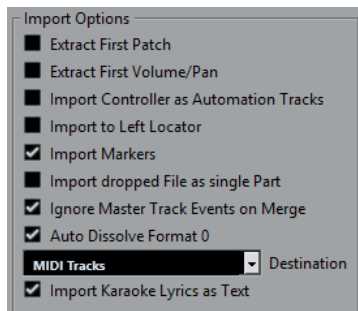 Import Options
Extract First Patch
Extract First Volume/Pan
Import Controller as Automation Tracks
Import to Left Locator
Import Markers
Import dropped File as single Part
Ignore Master Track Events on Merge
Auto Dissolve Format 0
MIDI Tracks Destination
Import Karaoke Lyrics as Text